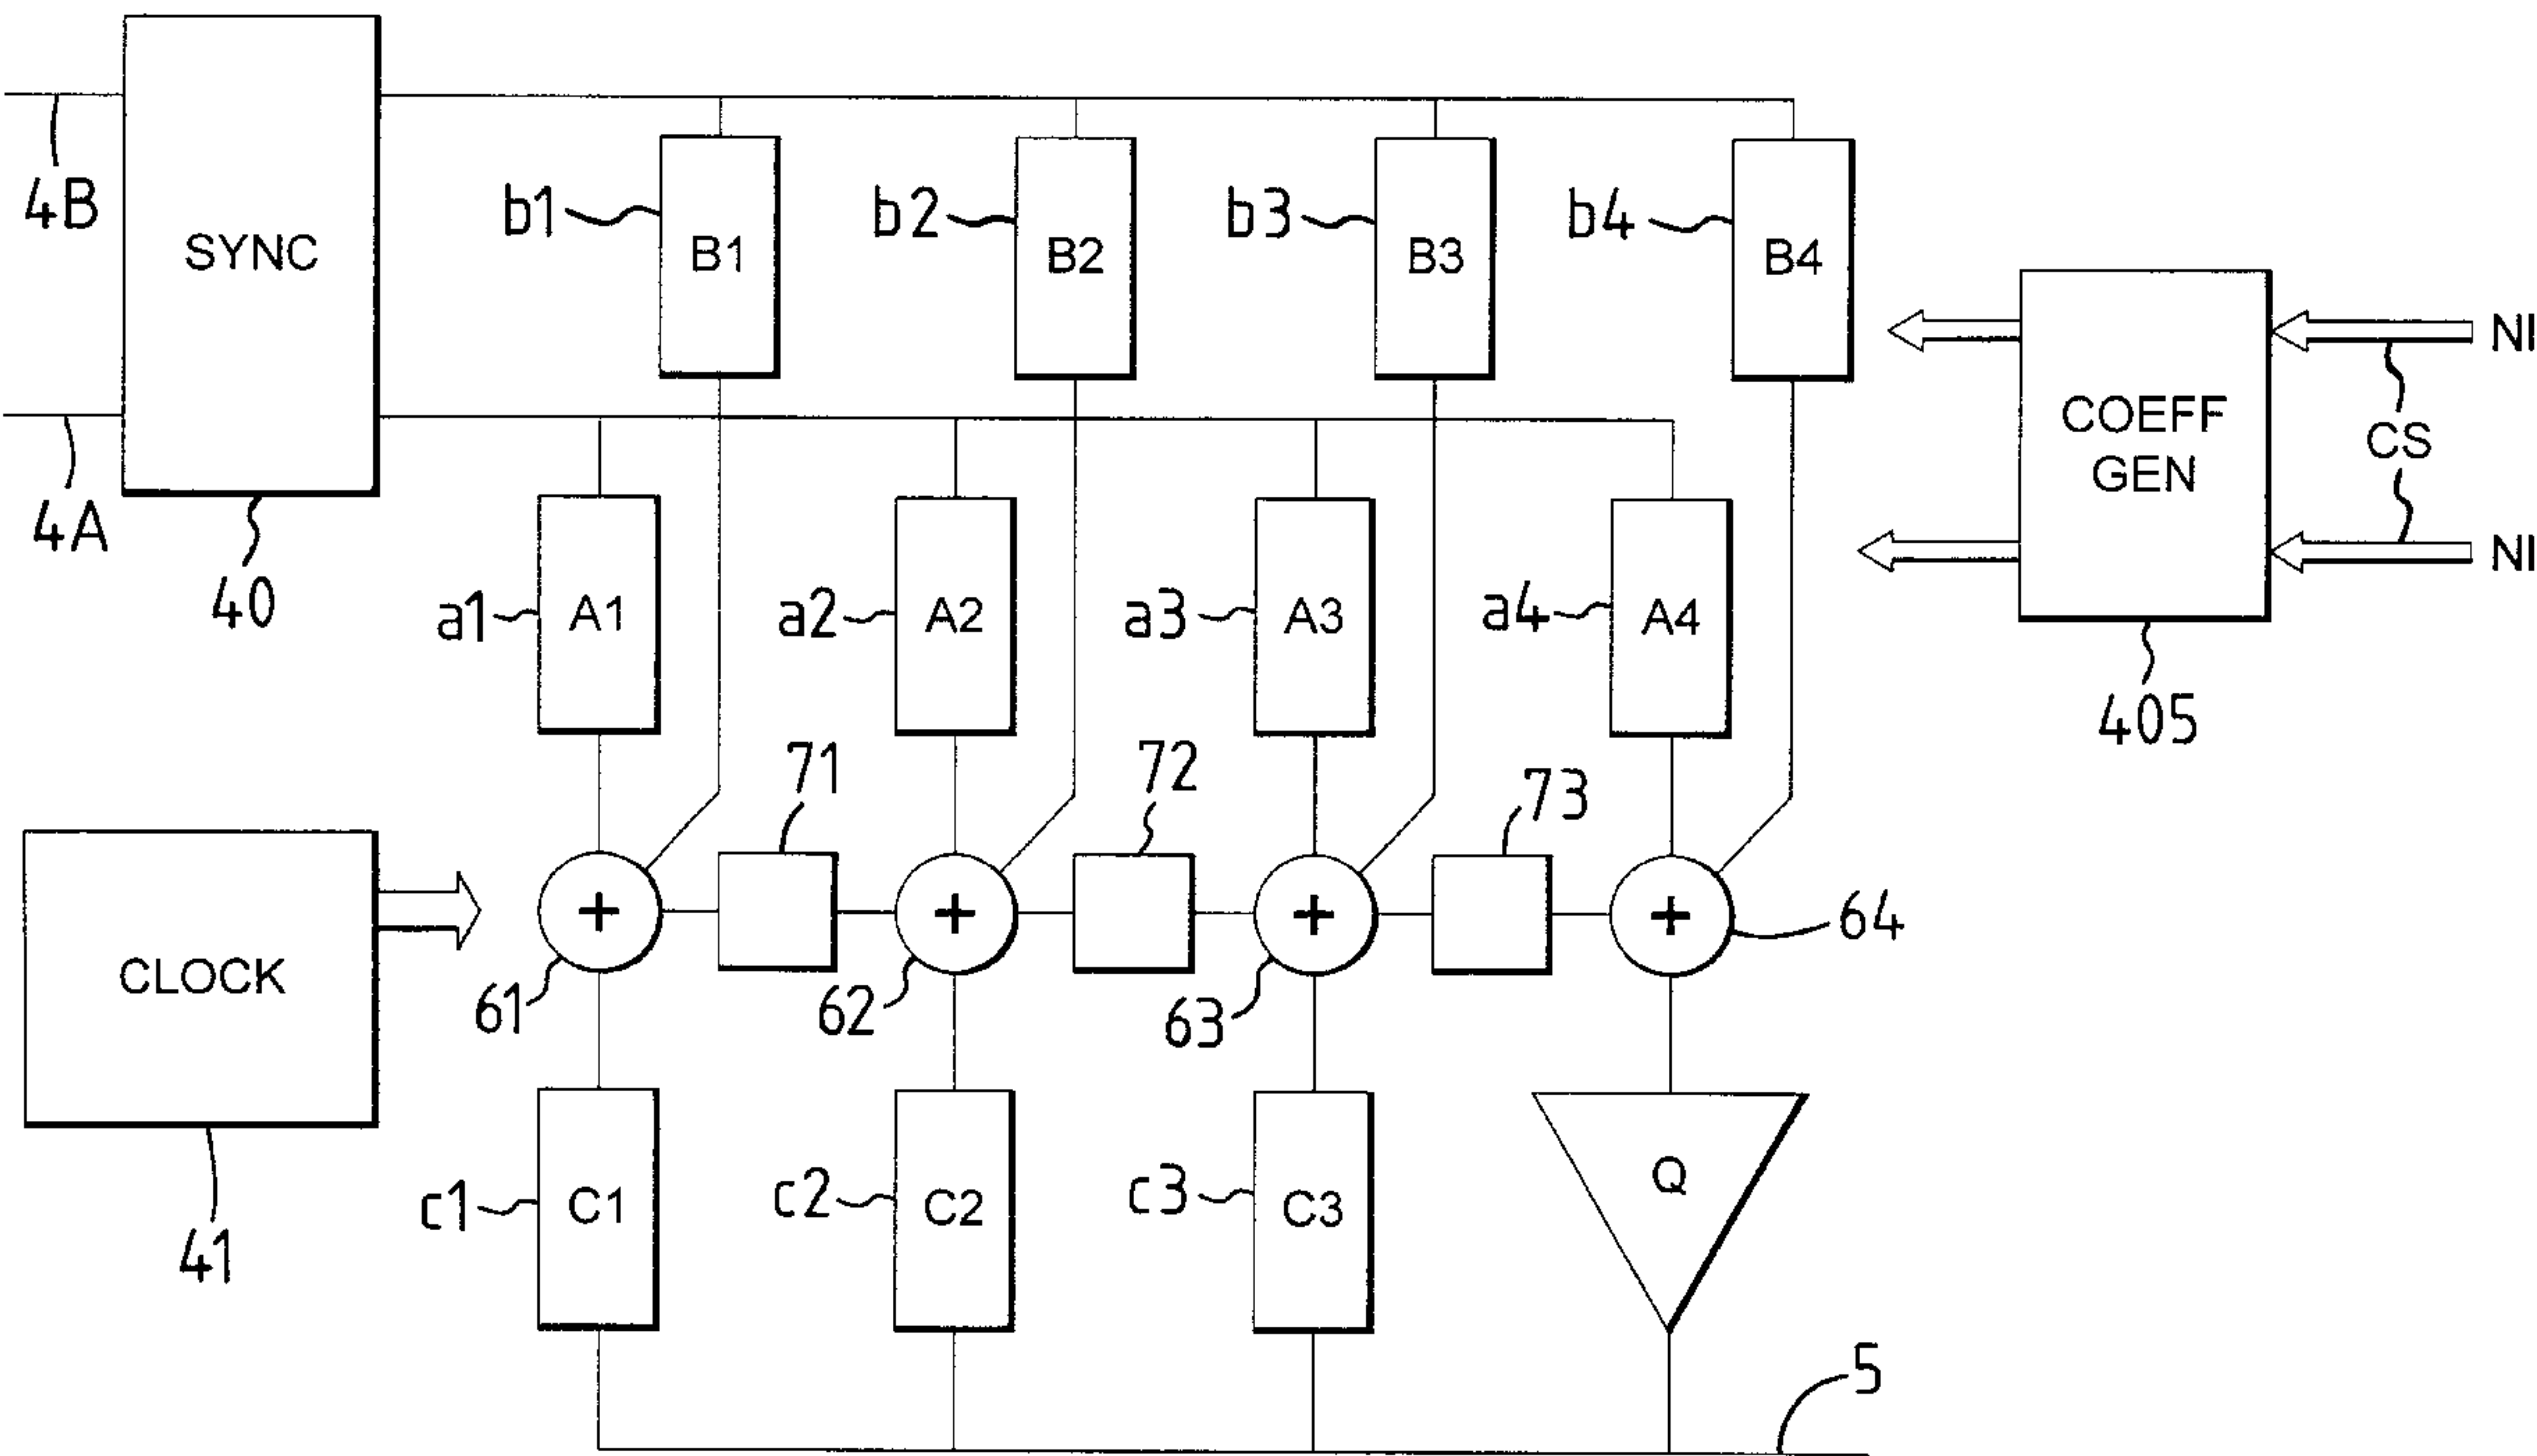 4B
SYNC
b1
B1
b2
B2
b3
B3
b4
B4
NI
COEFF
GEN
CS
NI
4A
40
a1
A1
a2
A2
a3
A3
a4
A4
405
71
72
73
CLOCK
+
+
+
+
64
61
62
63
41
c1
C1
c2
C2
c3
C3
Q
5